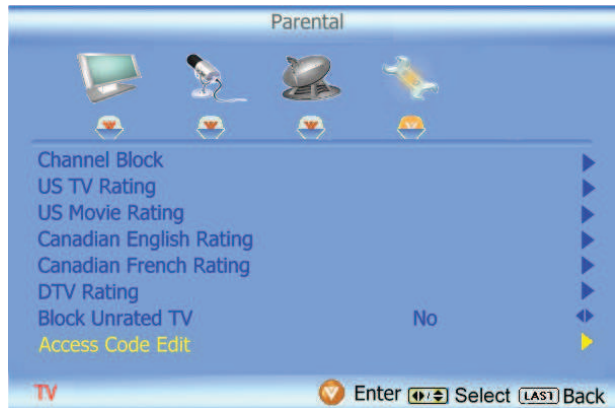 Parental
Channel Block
US TV Rating
US Movie Rating
Canadian English Rating
Canadian French Rating
DTV Rating
Block Unrated TV No
Access Code Edit
TV Enter Select LAST Back